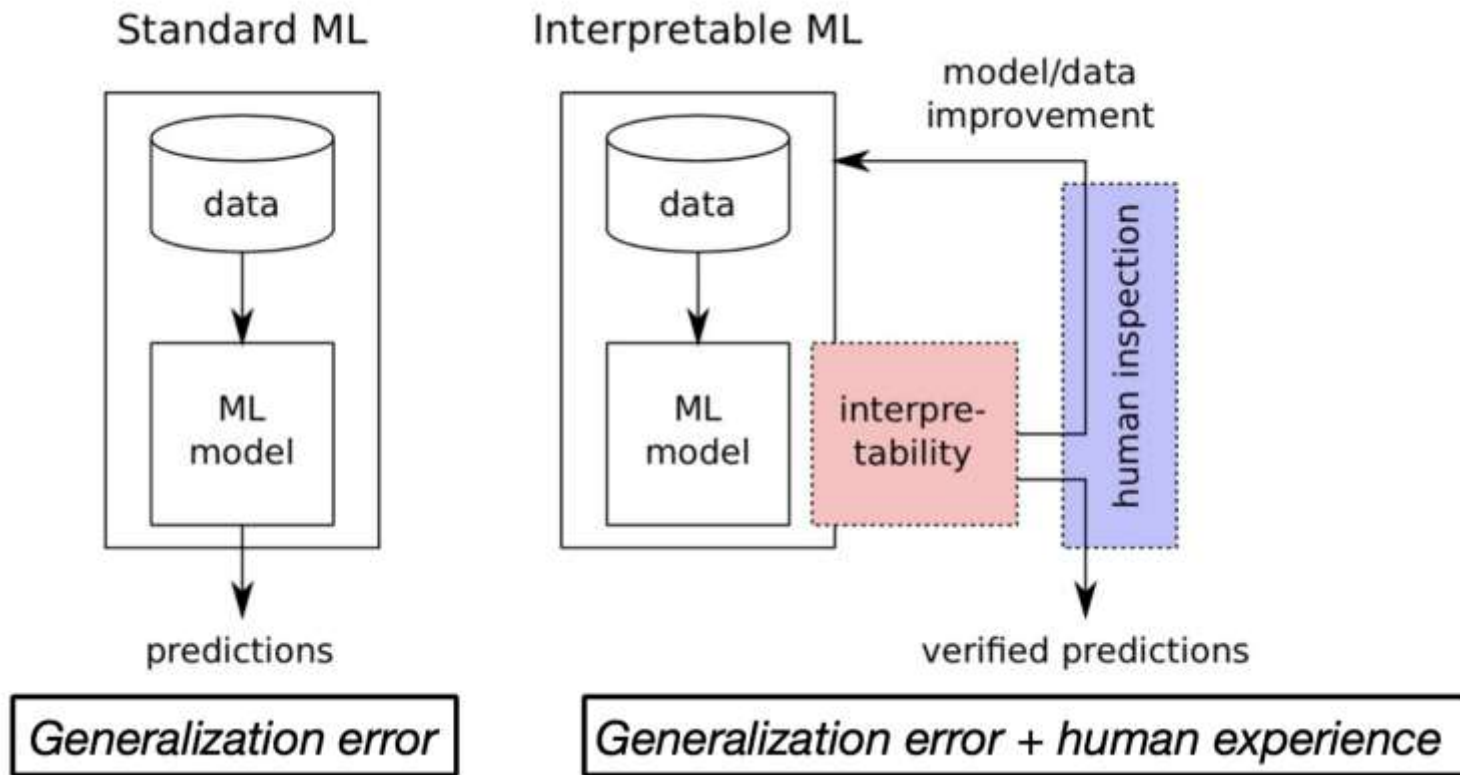 Standard ML
data
ML
model
predictions
Generalization error
Interpretable ML
model/data
improvement
data
ML
model
interpre-
tability
human inspection
verified predictions
Generalization error + human experience